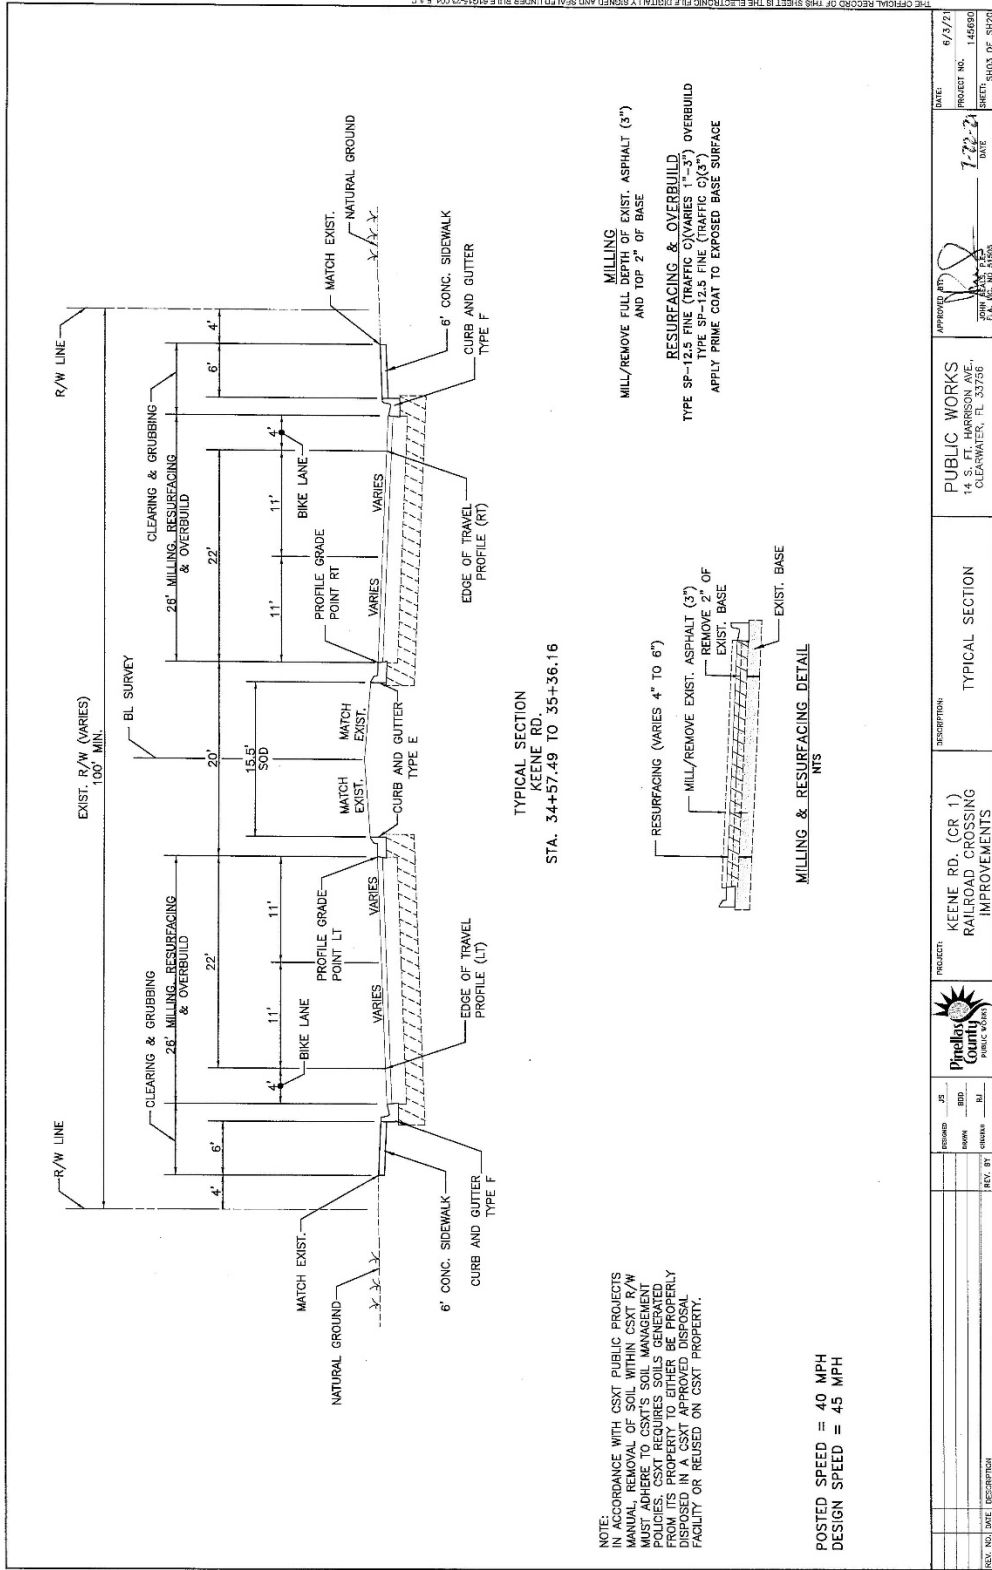 THE OFFICIAL RECORD OF THIS SHEET IS THE ELECTRONIC FILE DIGITALLY SIGNED AND SEALED UNDER RULE 61G15-23.004, F.A.C.
EXIST. R/W (VARIES)
100' MIN.
R/W LINE
R/W LINE
BL SURVEY
CLEARING & GRUBBING
CLEARING & GRUBBING
26' MILLING, RESURFACING
& OVERBUILD
26' MILLING, RESURFACING
& OVERBUILD
4'
6'
22'
20'
22'
6'
4'
15.5'
SOD
4'
11'
11'
11'
11'
4'
BIKE LANE
BIKE LANE
PROFILE GRADE
POINT LT
PROFILE GRADE
POINT RT
MATCH EXIST.
NATURAL GROUND
VARIES
VARIES
MATCH
EXIST.
MATCH
EXIST.
VARIES
VARIES
MATCH EXIST.
NATURAL GROUND
6' CONC. SIDEWALK
CURB AND GUTTER
TYPE F
EDGE OF TRAVEL
PROFILE (LT)
CURB AND GUTTER
TYPE E
EDGE OF TRAVEL
PROFILE (RT)
6' CONC. SIDEWALK
CURB AND GUTTER
TYPE F
TYPICAL SECTION
KEENE RD.
STA. 34+57.49 TO 35+36.16
NOTE:
IN ACCORDANCE WITH CSXT PUBLIC PROJECTS
MANUAL, REMOVAL OF SOIL WITHIN CSXT R/W
MUST ADHERE TO CSXT'S SOIL MANAGEMENT
POLICIES. CSXT REQUIRES SOILS GENERATED
FROM ITS PROPERTY TO EITHER BE PROPERLY
DISPOSED IN A CSXT APPROVED DISPOSAL
FACILITY OR REUSED ON CSXT PROPERTY.
RESURFACING (VARIES 4" TO 6")
MILL/REMOVE EXIST. ASPHALT (3")
REMOVE 2" OF
EXIST. BASE
EXIST. BASE
MILLING & RESURFACING DETAIL
NTS
MILLING
MILL/REMOVE FULL DEPTH OF EXIST. ASPHALT (3")
AND TOP 2" OF BASE
RESURFACING & OVERBUILD
TYPE SP-12.5 FINE (TRAFFIC C)(VARIES 1"-3") OVERBUILD
TYPE SP-12.5 FINE (TRAFFIC C)(3")
APPLY PRIME COAT TO EXPOSED BASE SURFACE
POSTED SPEED = 40 MPH
DESIGN SPEED = 45 MPH
REV. NO.
DATE
DESCRIPTION
REV. BY
DESIGNED
JS
DRAWN
BDD
CHECKED
RJ
Pinellas
County
PUBLIC WORKS
PROJECT:
KEENE RD. (CR 1)
RAILROAD CROSSING
IMPROVEMENTS
DESCRIPTION:
TYPICAL SECTION
PUBLIC WORKS
14 S. FT. HARRISON AVE.,
CLEARWATER, FL 33756
APPROVED BY:
7-22-21
DATE
DATE:
6/3/21
PROJECT NO.
145690
SHEET: SH03 OF SH20